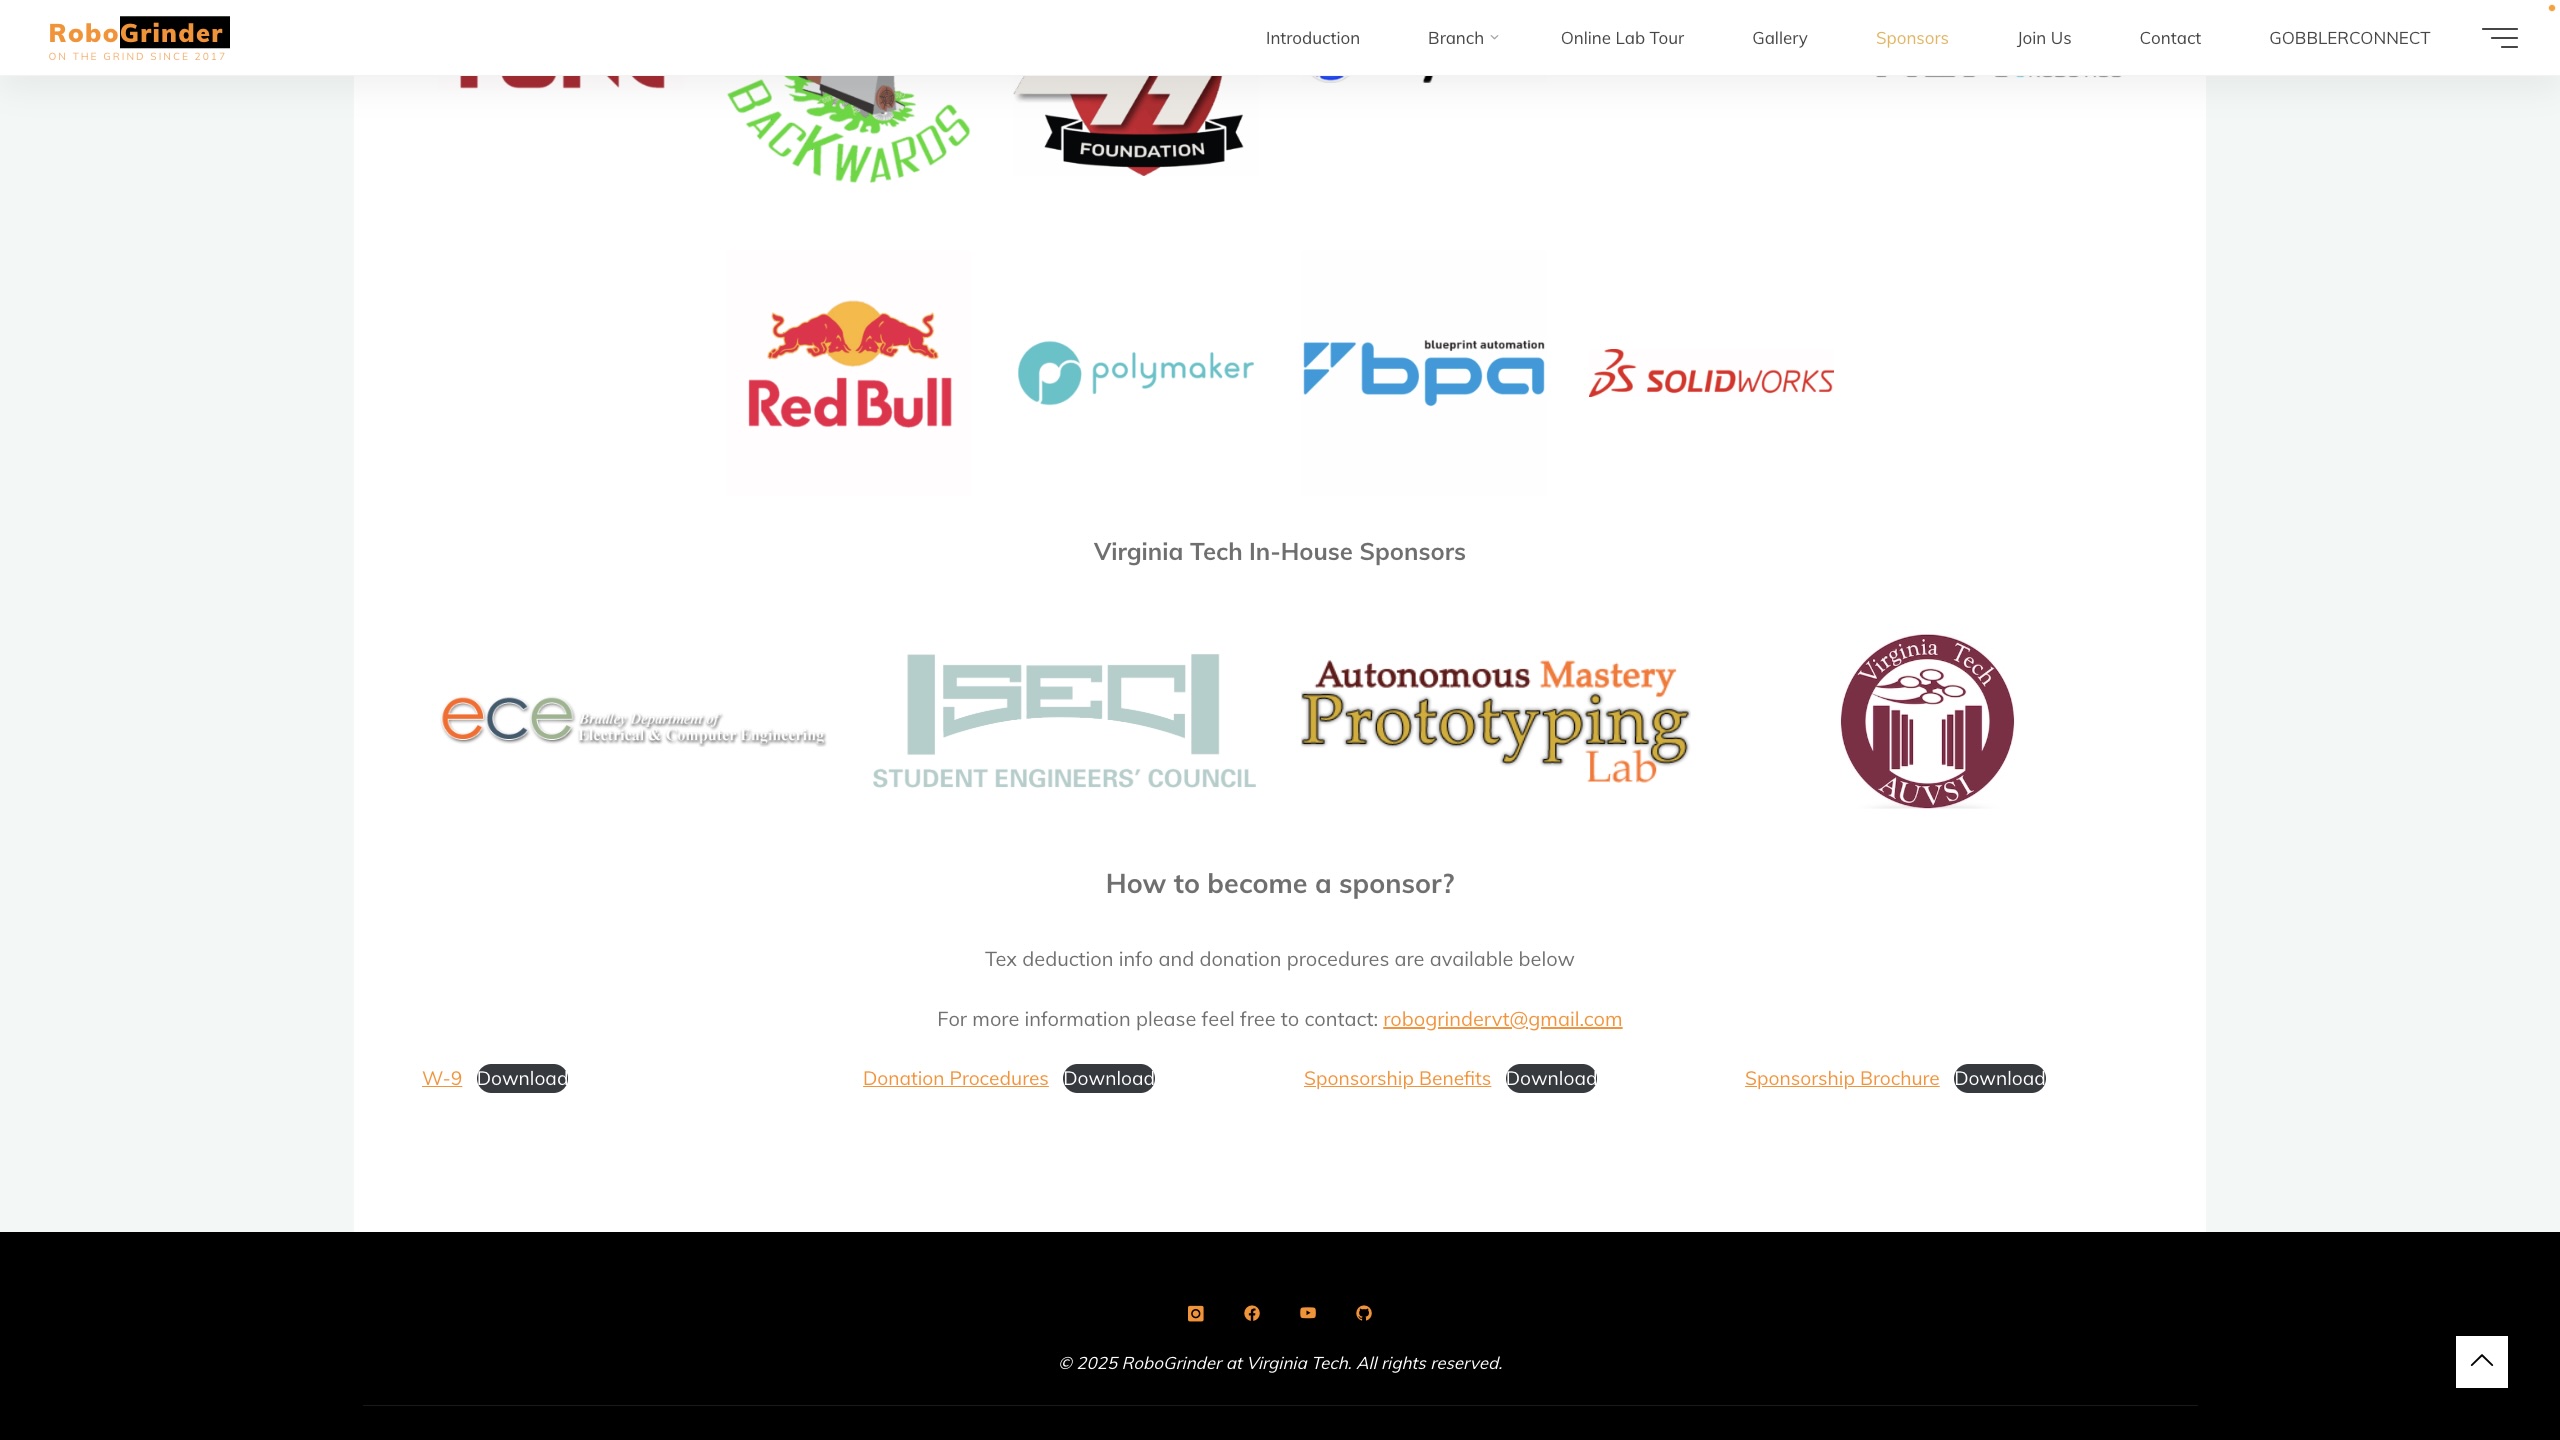 RoboGrinder
ON THE GRIND SINCE 2017
Introduction
Branch
Online Lab Tour
Gallery
Sponsors
Join Us
Contact
GOBBLERCONNECT
BACKWARDS
FOUNDATION
Red Bull
polymaker
blueprint automation
bpa
SOLIDWORKS
Virginia Tech In-House Sponsors
ece
Bradley Department of
Electrical & Computer Engineering
SEC
STUDENT ENGINEERS' COUNCIL
Autonomous Mastery
Prototyping
Lab
Virginia Tech
AUVSI
How to become a sponsor?
Tex deduction info and donation procedures are available below
For more information please feel free to contact: robogrindervt@gmail.com
W-9 Download
Donation Procedures Download
Sponsorship Benefits Download
Sponsorship Brochure Download
© 2025 RoboGrinder at Virginia Tech. All rights reserved.